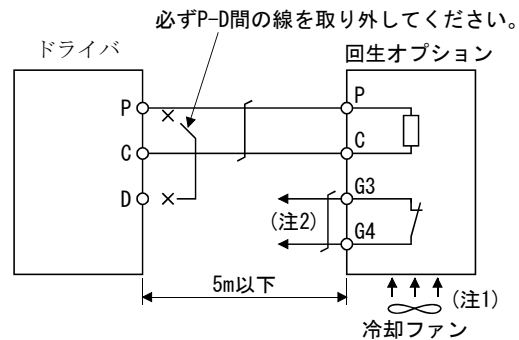 必ずP-D間の線を取り外してください。
ドライバ
回生オプション
P
P
C
C
D
G3
(注2)
G4
5m以下
(注1)
冷却ファン